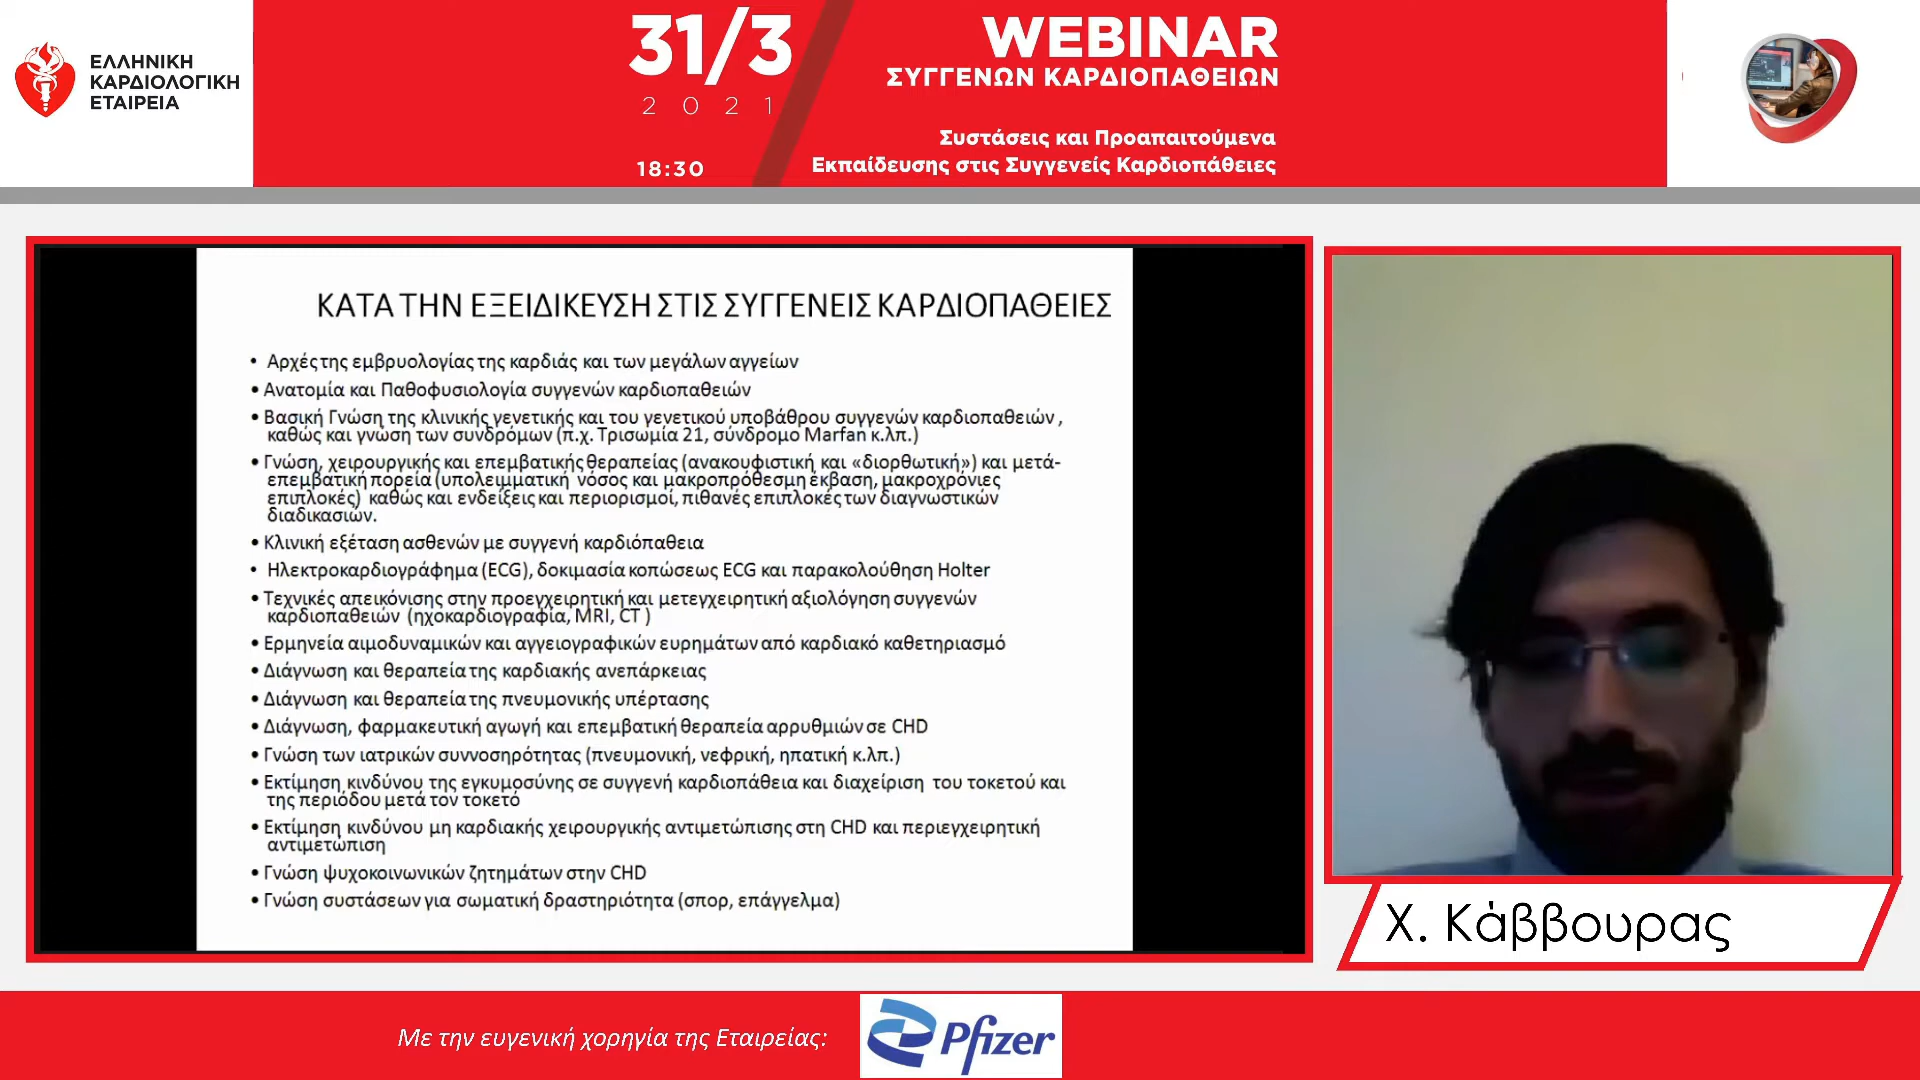 ΕΛΛΗΝΙΚΗ
ΚΑΡΔΙΟΛΟΓΙΚΗ
ΕΤΑΙΡΕΙΑ
31/3
2021
18:30
WEBINAR
ΣΥΓΓΕΝΩΝ ΚΑΡΔΙΟΠΑΘΕΙΩΝ
Συστάσεις και Προαπαιτούμενα
Εκπαίδευσης στις Συγγενείς Καρδιοπάθειες
ΚΑΤΑ ΤΗΝ ΕΞΕΙΔΙΚΕΥΣΗ ΣΤΙΣ ΣΥΓΓΕΝΕΙΣ ΚΑΡΔΙΟΠΑΘΕΙΕΣ
• Αρχές της εμβρυολογίας της καρδιάς και των μεγάλων αγγείων
• Ανατομία και Παθοφυσιολογία συγγενών καρδιοπαθειών
• Βασική Γνώση της κλινικής γενετικής και του γενετικού υποβάθρου συγγενών καρδιοπαθειών ,
καθώς και γνώση των συνδρόμων (π.χ. Τρισωμία 21, σύνδρομο Marfan κ.λπ.)
• Γνώση, χειρουργικής και επεμβατικής θεραπείας (ανακουφιστική και «διορθωτική») και μετά-
επεμβατική πορεία (υπολειμματική νόσος και μακροπρόθεσμη έκβαση, μακροχρόνιες
επιπλοκές) καθώς και ενδείξεις και περιορισμοί, πιθανές επιπλοκές των διαγνωστικών
διαδικασιών.
• Κλινική εξέταση ασθενών με συγγενή καρδιόπαθεια
• Ηλεκτροκαρδιογράφημα (ECG), δοκιμασία κοπώσεως ECG και παρακολούθηση Holter
• Τεχνικές απεικόνισης στην προεγχειρητική και μετεγχειρητική αξιολόγηση συγγενών
καρδιοπαθειών (ηχοκαρδιογραφία, MRI, CT )
• Ερμηνεία αιμοδυναμικών και αγγειογραφικών ευρημάτων από καρδιακό καθετηριασμό
• Διάγνωση και θεραπεία της καρδιακής ανεπάρκειας
• Διάγνωση και θεραπεία της πνευμονικής υπέρτασης
• Διάγνωση, φαρμακευτική αγωγή και επεμβατική θεραπεία αρρυθμιών σε CHD
• Γνώση των ιατρικών συννοσηρότητας (πνευμονική, νεφρική, ηπατική κ.λπ.)
• Εκτίμηση κινδύνου της εγκυμοσύνης σε συγγενή καρδιοπάθεια και διαχείριση του τοκετού και
της περιόδου μετά τον τοκετό
• Εκτίμηση κινδύνου μη καρδιακής χειρουργικής αντιμετώπισης στη CHD και περιεγχειρητική
αντιμετώπιση
• Γνώση ψυχοκοινωνικών ζητημάτων στην CHD
• Γνώση συστάσεων για σωματική δραστηριότητα (σπορ, επάγγελμα)
Χ. Κάββουρας
Με την ευγενική χορηγία της Εταιρείας:
Pfizer